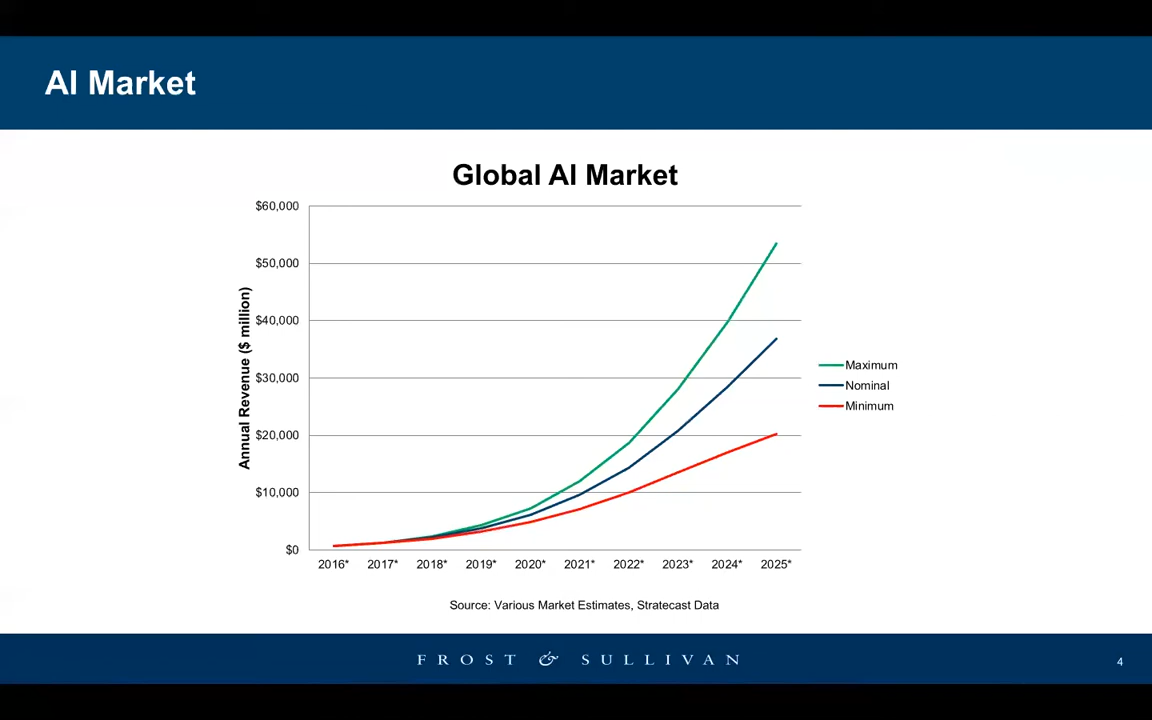 AI Market
Global AI Market
$60,000
$50,000
$40,000
$30,000
$20,000
$10,000
$0
Annual Revenue ($ million)
Maximum
Nominal
Minimum
2016* 2017* 2018* 2019* 2020* 2021* 2022* 2023* 2024* 2025*
Source: Various Market Estimates, Stratecast Data
FROST & SULLIVAN
4